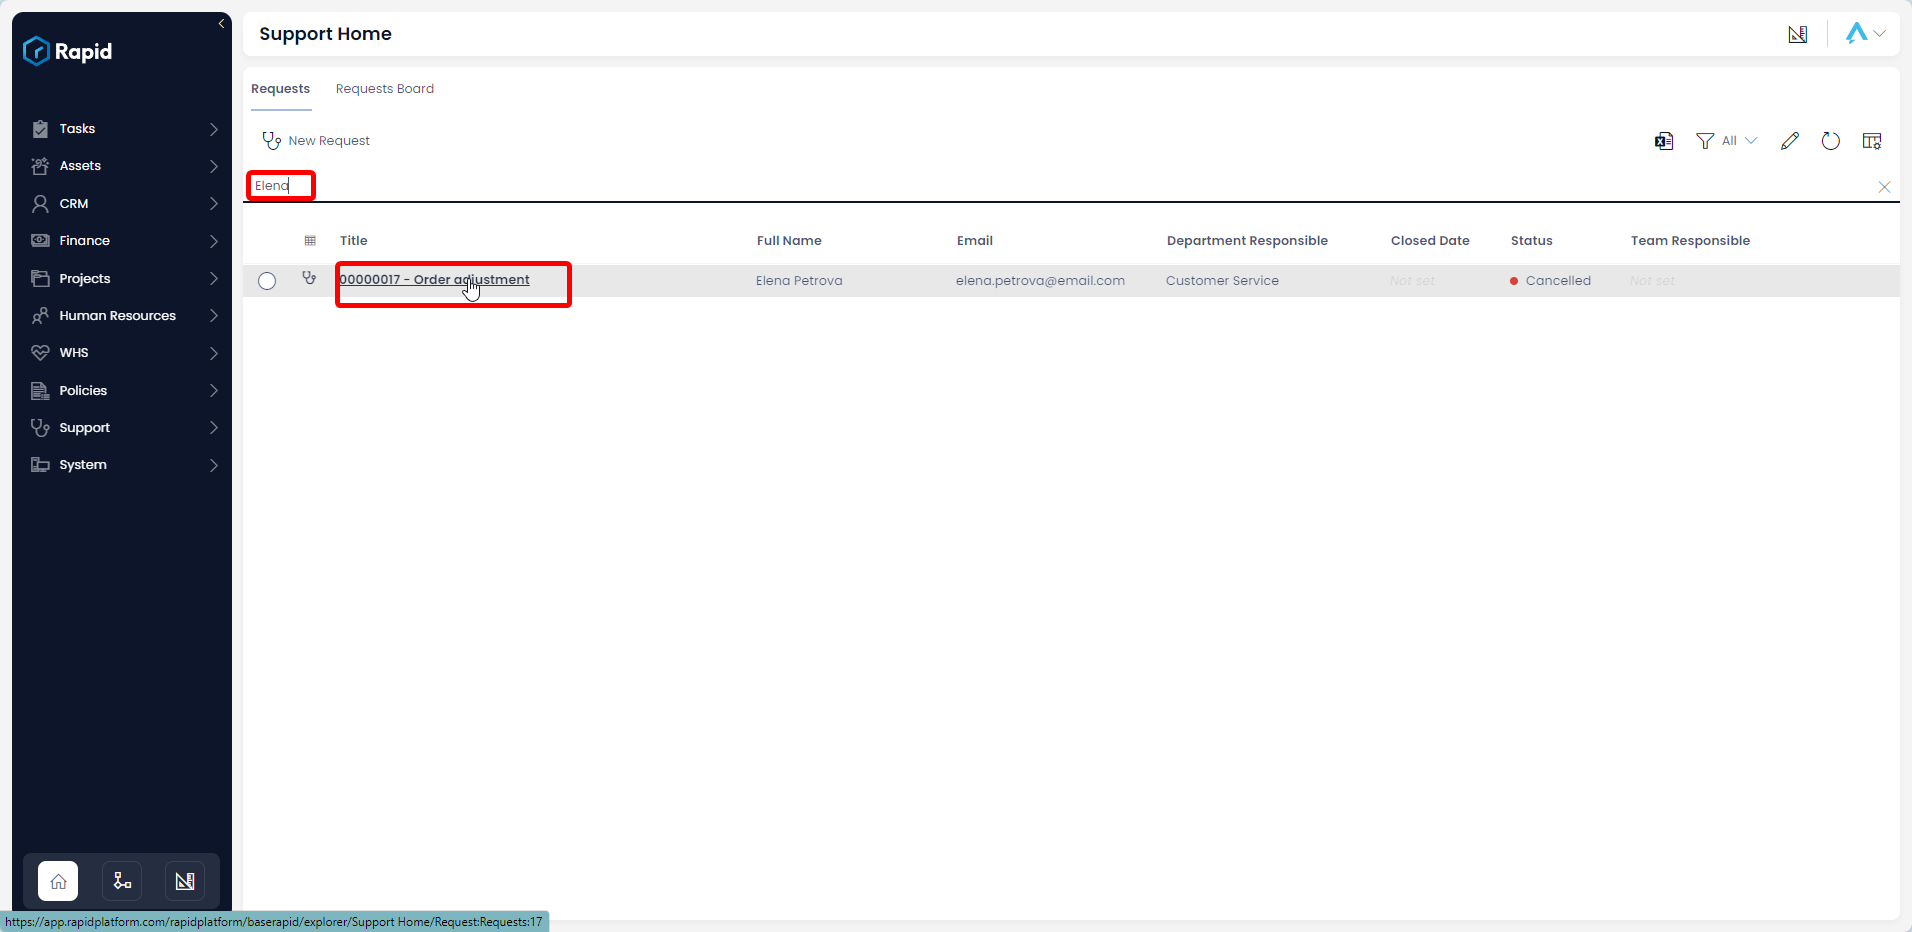 Rapid
Tasks
Assets
CRM
Finance
Projects
Human Resources
WHS
Policies
Support
System
Support Home
Requests
Requests Board
New Request
All
Elena
Title
Full Name
Email
Department Responsible
Closed Date
Status
Team Responsible
00000017 - Order adjustment
Elena Petrova
elena.petrova@email.com
Customer Service
Not set
Cancelled
Not set
https://app.rapidplatform.com/rapidplatform/baserapid/explorer/Support Home/Request:Requests:17